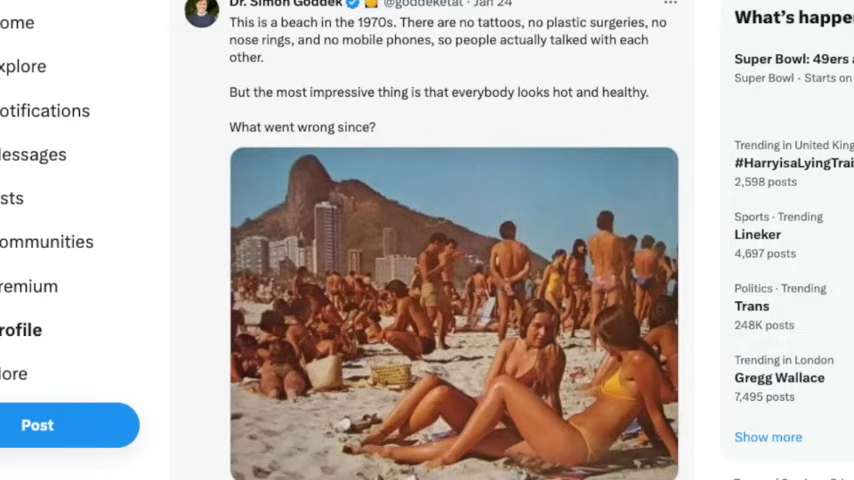 ome
xplore
otifications
lessages
sts
ommunities
remium
rofile
lore
Post
Dr. Simon Goddek @goddeketal · Jan 24
This is a beach in the 1970s. There are no tattoos, no plastic surgeries, no
nose rings, and no mobile phones, so people actually talked with each
other.
But the most impressive thing is that everybody looks hot and healthy.
What went wrong since?
What's happe
Super Bowl: 49ers
Super Bowl · Starts on
Trending in United King
#HarryisaLyingTrai
2,598 posts
Sports · Trending
Lineker
4,697 posts
Politics · Trending
Trans
248K posts
Trending in London
Gregg Wallace
7,495 posts
Show more